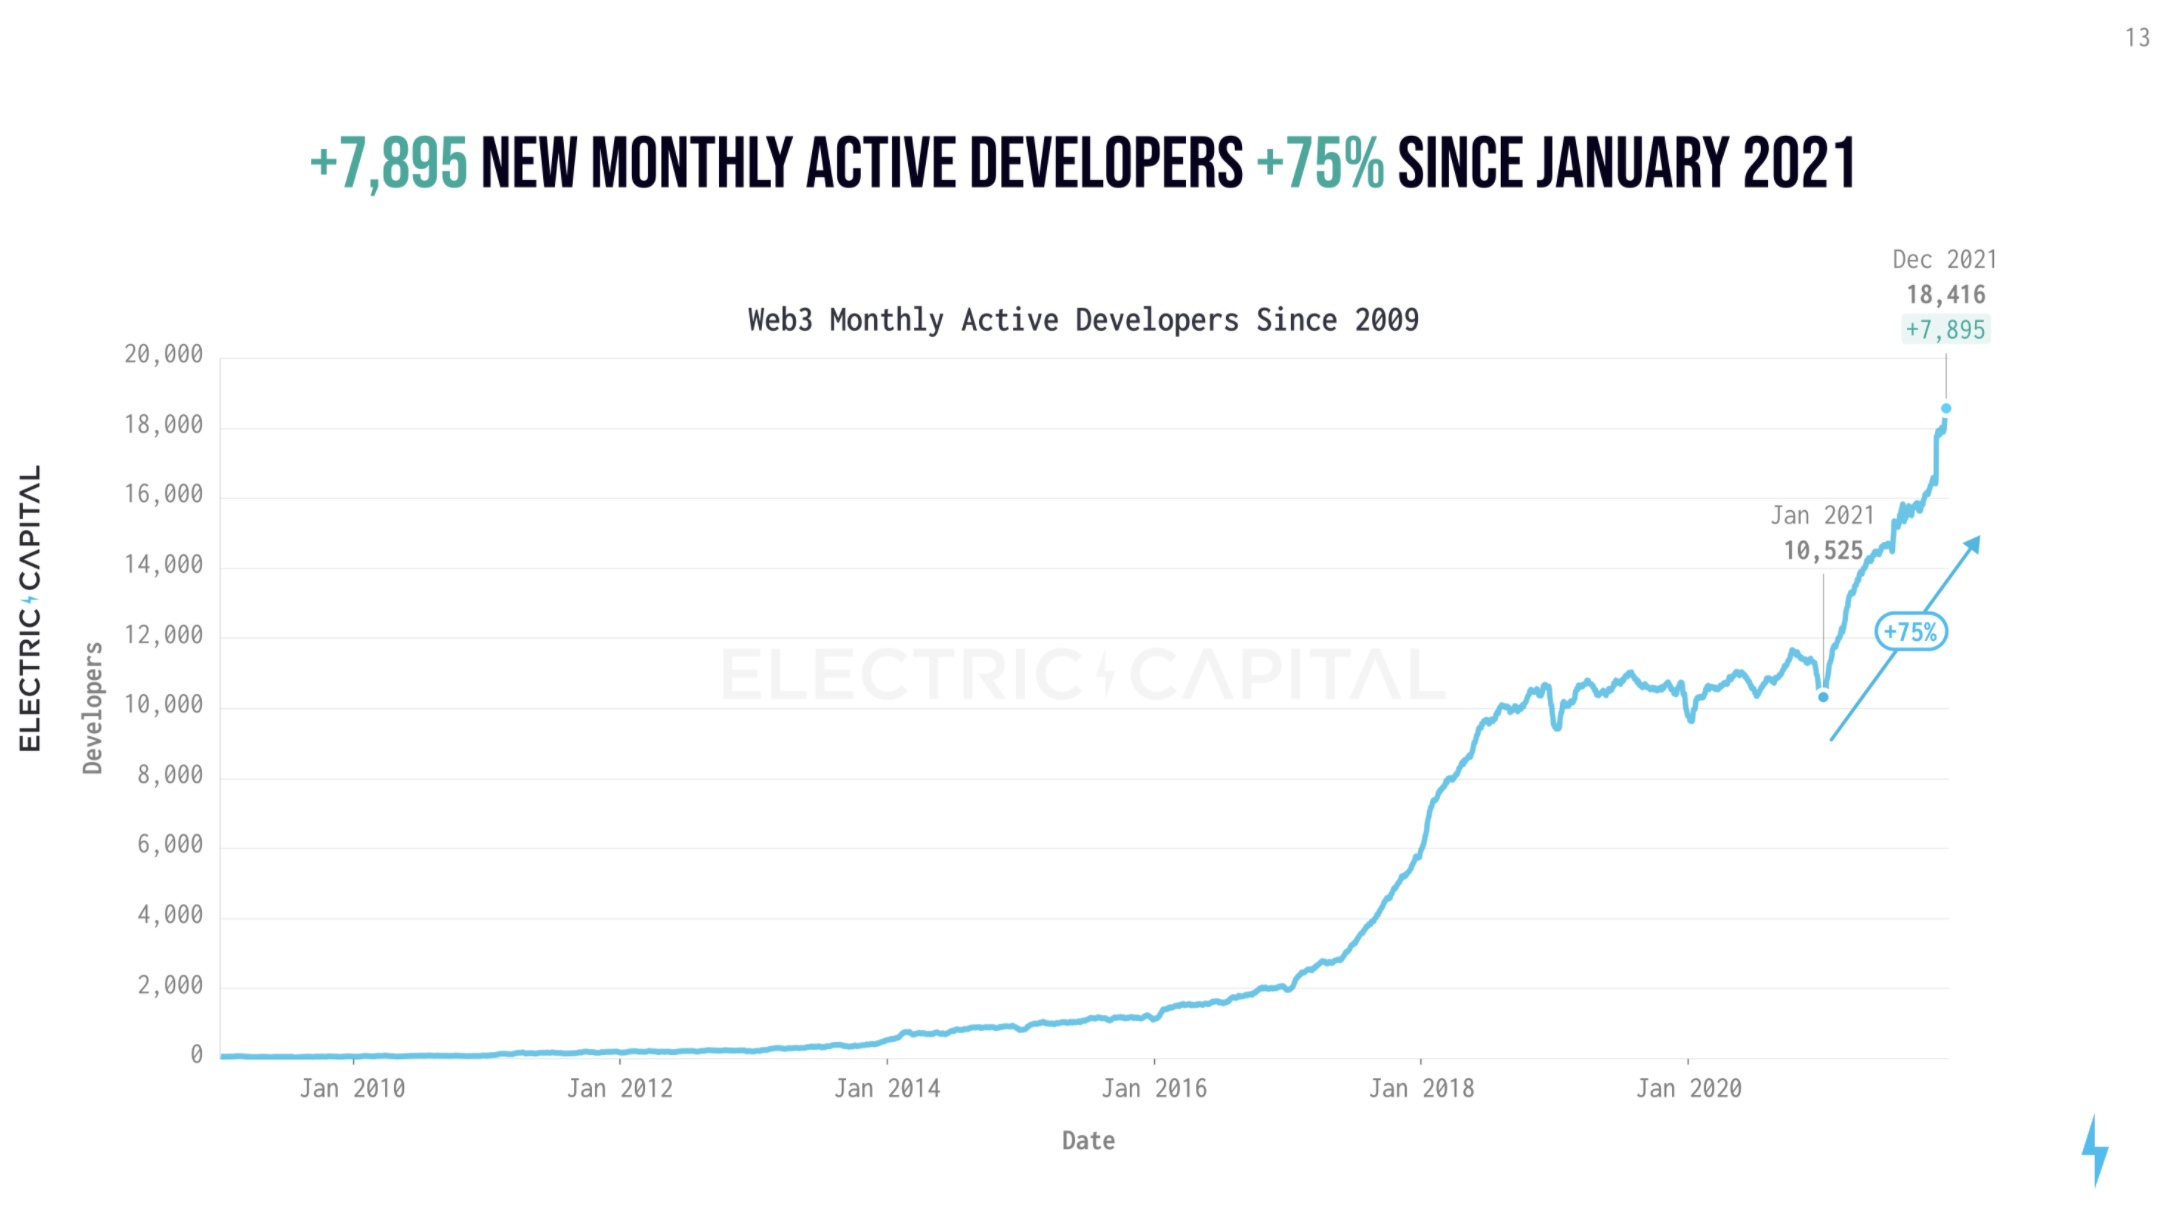 13
+7,895 NEW MONTHLY ACTIVE DEVELOPERS +75% SINCE JANUARY 2021
Dec 2021
18,416
+7,895
Web3 Monthly Active Developers Since 2009
20,000
18,000
16,000
14,000
12,000
10,000
8,000
6,000
4,000
2,000
0
Developers
Jan 2021
10,525
+75%
ELECTRIC CAPITAL
Jan 2010
Jan 2012
Jan 2014
Jan 2016
Jan 2018
Jan 2020
Date
ELECTRIC CAPITAL